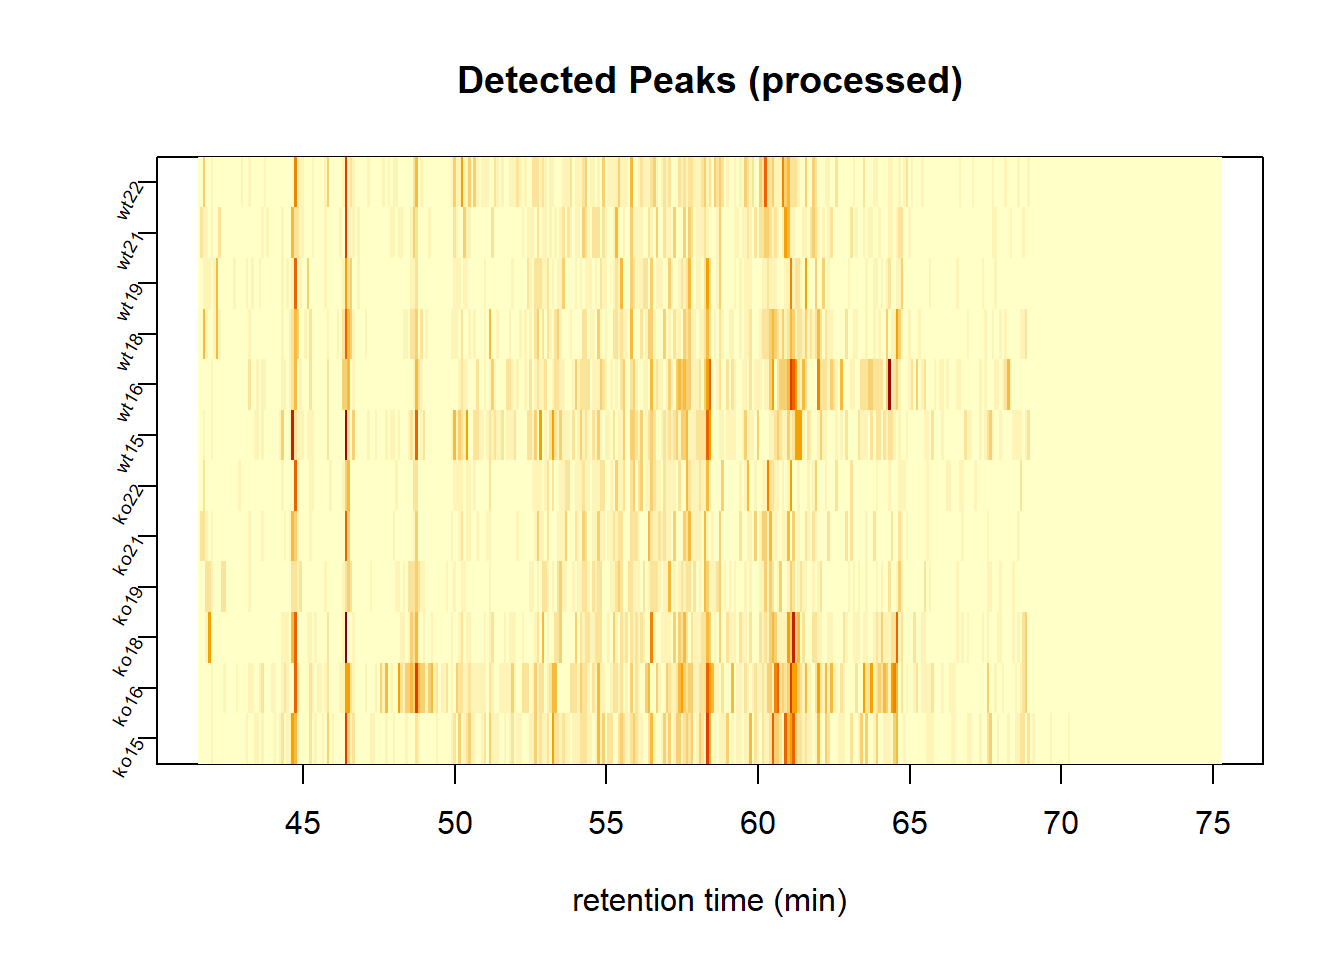 Detected Peaks (processed)
wt22
wt21
wt19
wt18
wt16
wt15
ko22
ko21
ko19
ko18
ko16
ko15
45 50 55 60 65 70 75
retention time (min)